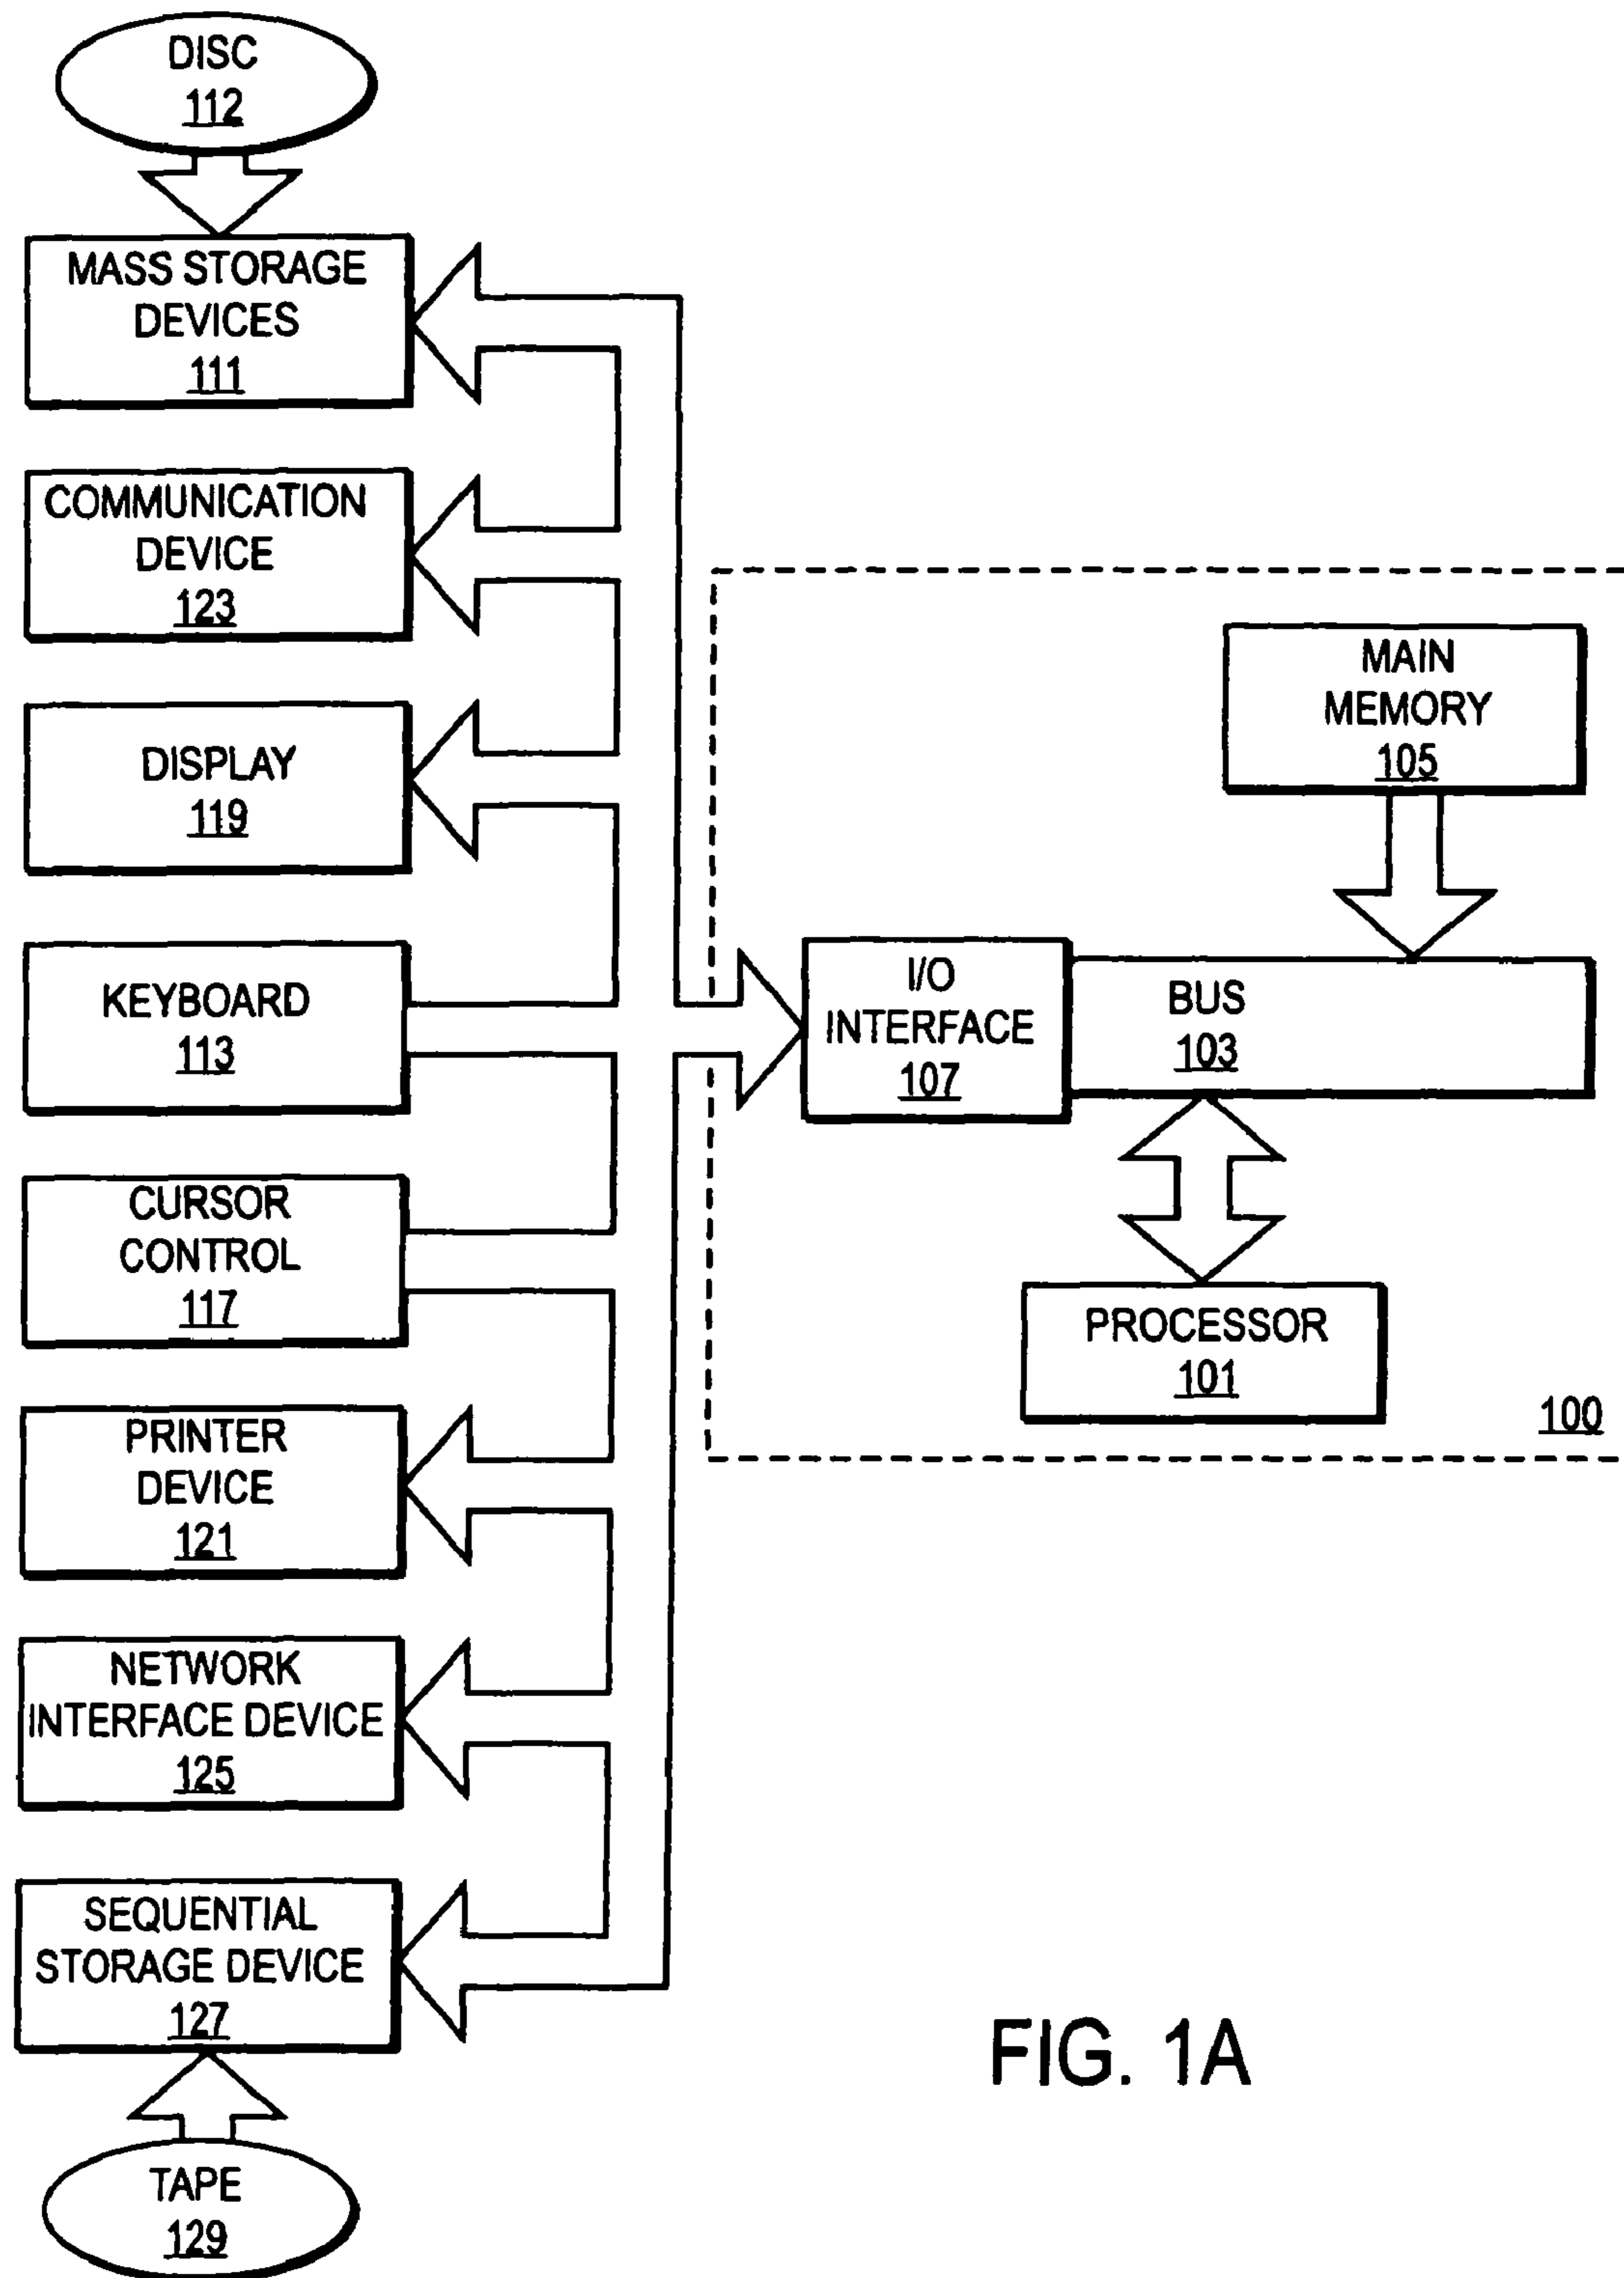 DISC
112
MASS STORAGE
DEVICES
111
COMMUNICATION
DEVICE
123
DISPLAY
119
KEYBOARD
113
CURSOR
CONTROL
117
PRINTER
DEVICE
121
NETWORK
INTERFACE DEVICE
125
SEQUENTIAL
STORAGE DEVICE
127
TAPE
129
MAIN
MEMORY
105
I/O
INTERFACE
107
BUS
103
PROCESSOR
101
100
FIG. 1A